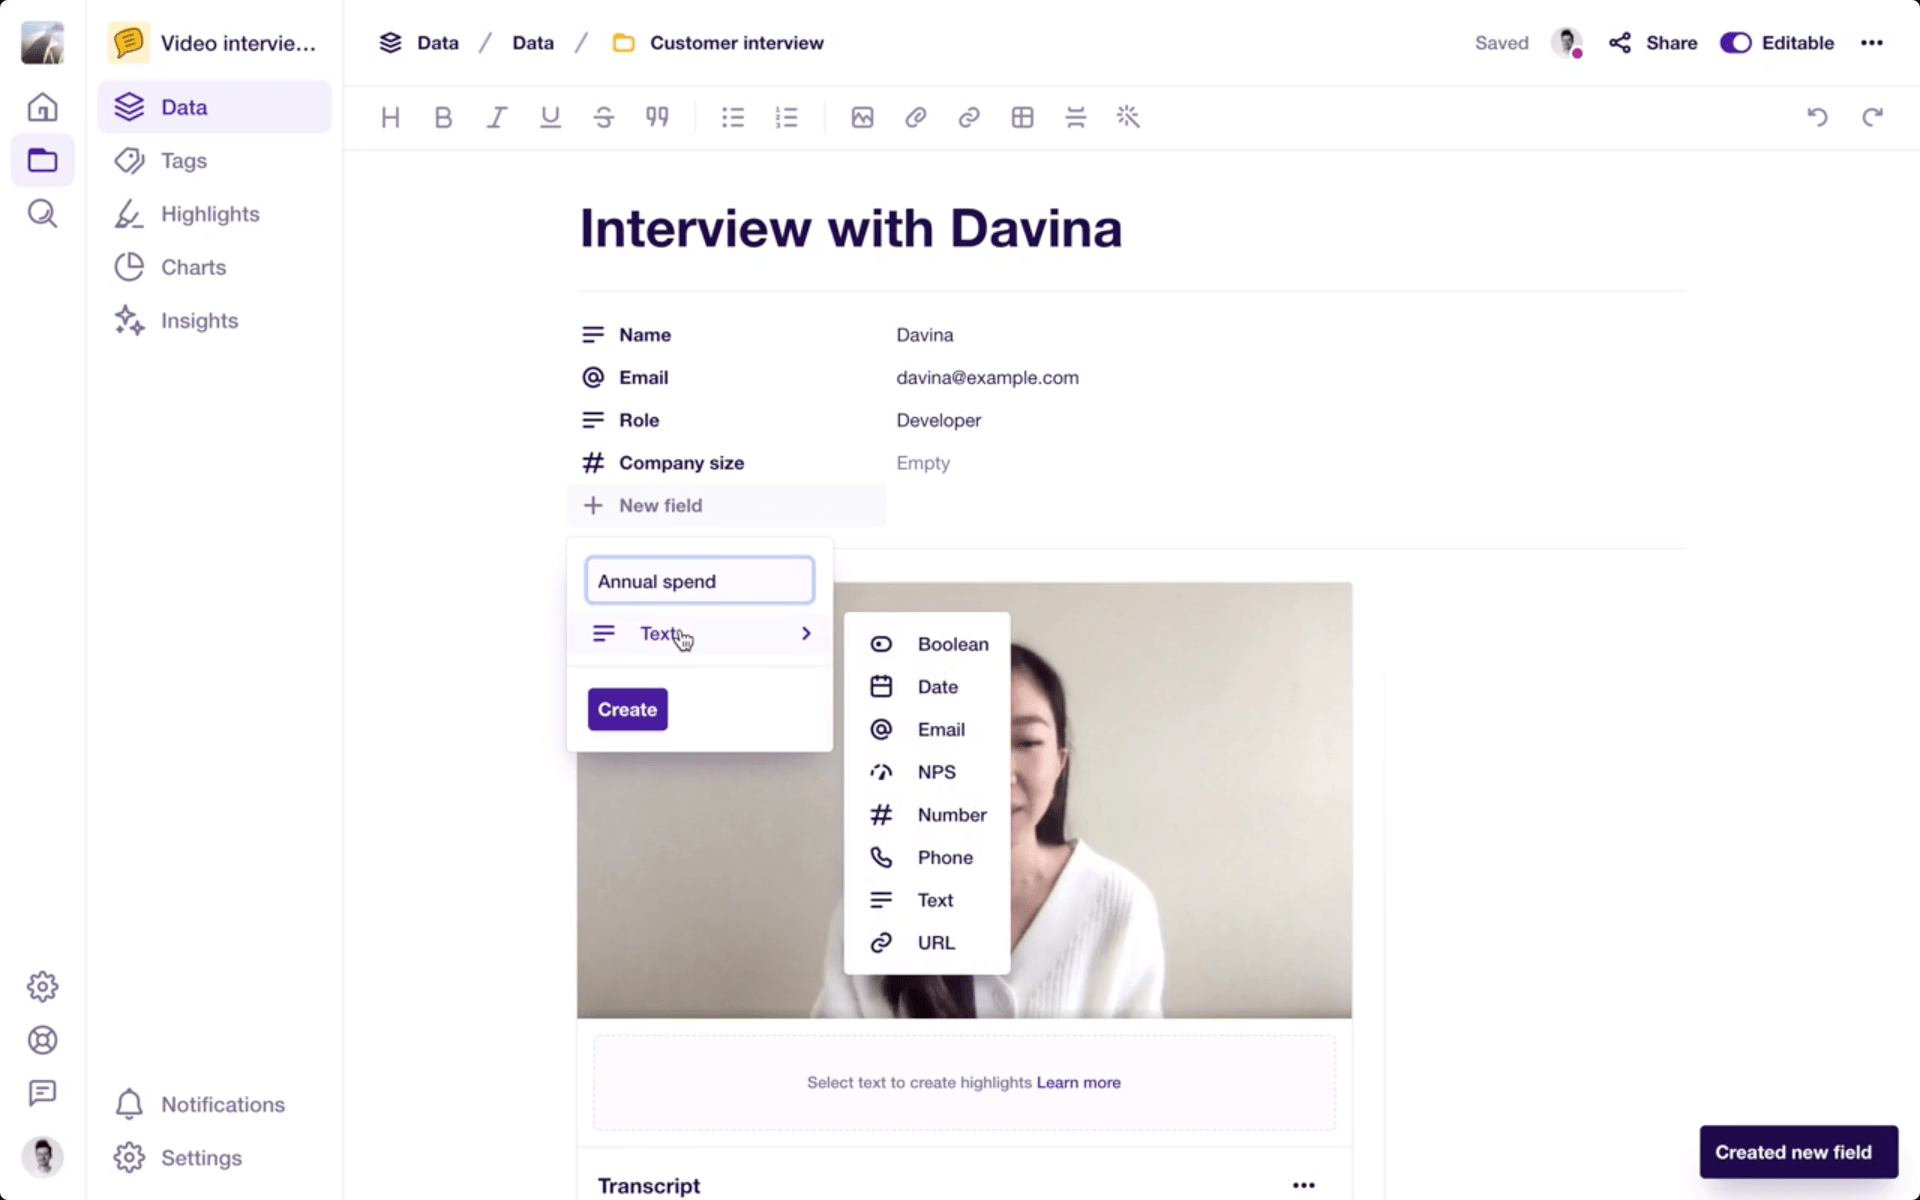 Video intervie...
Data / Data / Customer interview
Saved
Share
Editable
Data
Tags
Highlights
Charts
Insights
Notifications
Settings
H B I U S
Interview with Davina
Name Davina
Email davina@example.com
Role Developer
Company size Empty
New field
Annual spend
Text
Create
Boolean
Date
Email
NPS
Number
Phone
Text
URL
Select text to create highlights Learn more
Transcript
Created new field